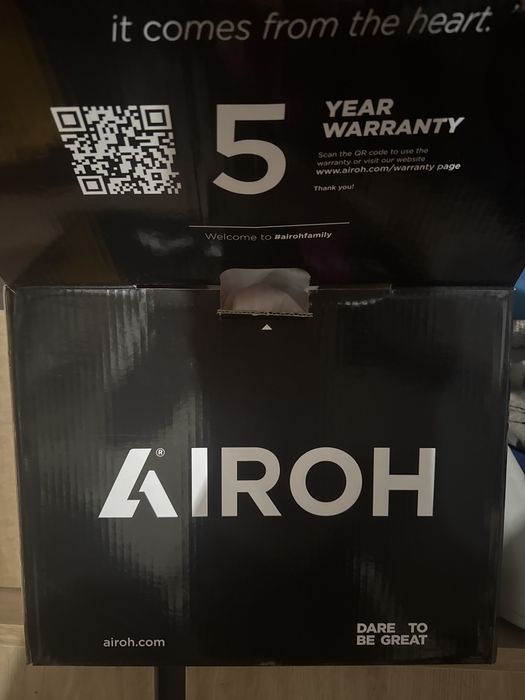 it comes from the heart.
5
YEAR
WARRANTY
Scan the QR code to use the
warranty or visit our website
www.airoh.com/warranty page
Thank you!
Welcome to #airohfamily
AIROH®
airoh.com
DARE TO
BE GREAT